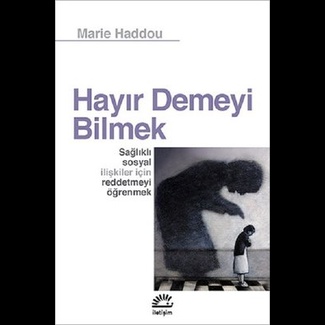 Marie Haddou
Hayır Demeyi
Bilmek
Sağlıklı
sosyal
ilişkiler için
reddetmeyi
öğrenmek
iletişim